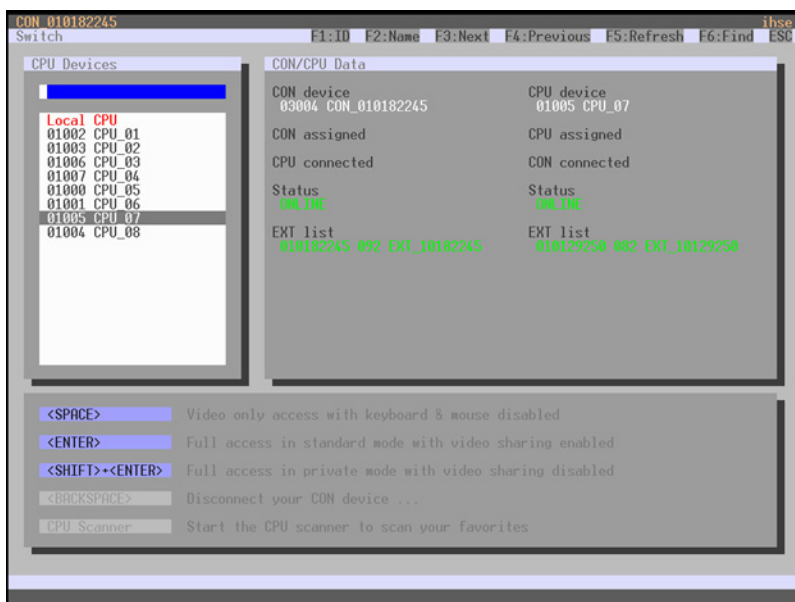 CON_010182245 ihse
Switch F1:ID F2:Name F3:Next F4:Previous F5:Refresh F6:Find ESC
CPU Devices
Local CPU
01002 CPU_01
01003 CPU_02
01006 CPU_03
01007 CPU_04
01000 CPU_05
01001 CPU_06
01005 CPU_07
01004 CPU_08
CON/CPU Data
CON device CPU device
03004 CON_010182245 01005 CPU_07
CON assigned CPU assigned
CPU connected CON connected
Status Status
ONLINE ONLINE
EXT list EXT list
010182245 092 EXT_10182245 010129250 082 EXT_10129250
<SPACE> Video only access with keyboard & mouse disabled
<ENTER> Full access in standard mode with video sharing enabled
<SHIFT>+<ENTER> Full access in private mode with video sharing disabled
<BACKSPACE> Disconnect your CON device ...
CPU Scanner Start the CPU scanner to scan your favorites